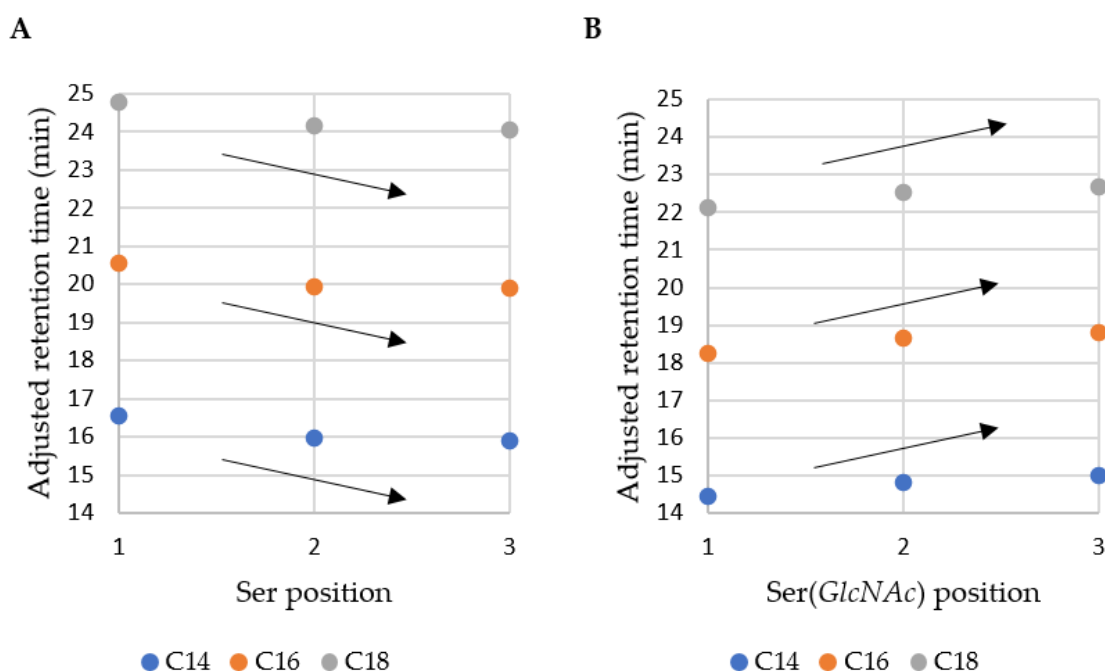 A
Adjusted retention time (min)
25
24
23
22
21
20
19
18
17
16
15
14
1 2 3
Ser position
C14 C16 C18
B
Adjusted retention time (min)
25
24
23
22
21
20
19
18
17
16
15
14
1 2 3
Ser(GlcNAc) position
C14 C16 C18